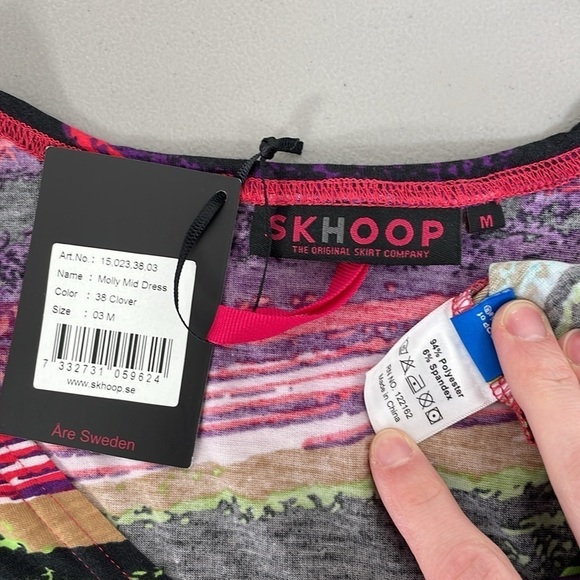 SKHOOP
THE ORIGINAL SKIRT COMPANY
M
Art.No.: 15,023,38,03
Name : Molly Mid Dress
Color : 38 Clover
Size : 03 M
7 332731 059624
www.skhoop.se
Åre Sweden
94% Polyester
6% Spandex
RN NO. 122162
Made in China